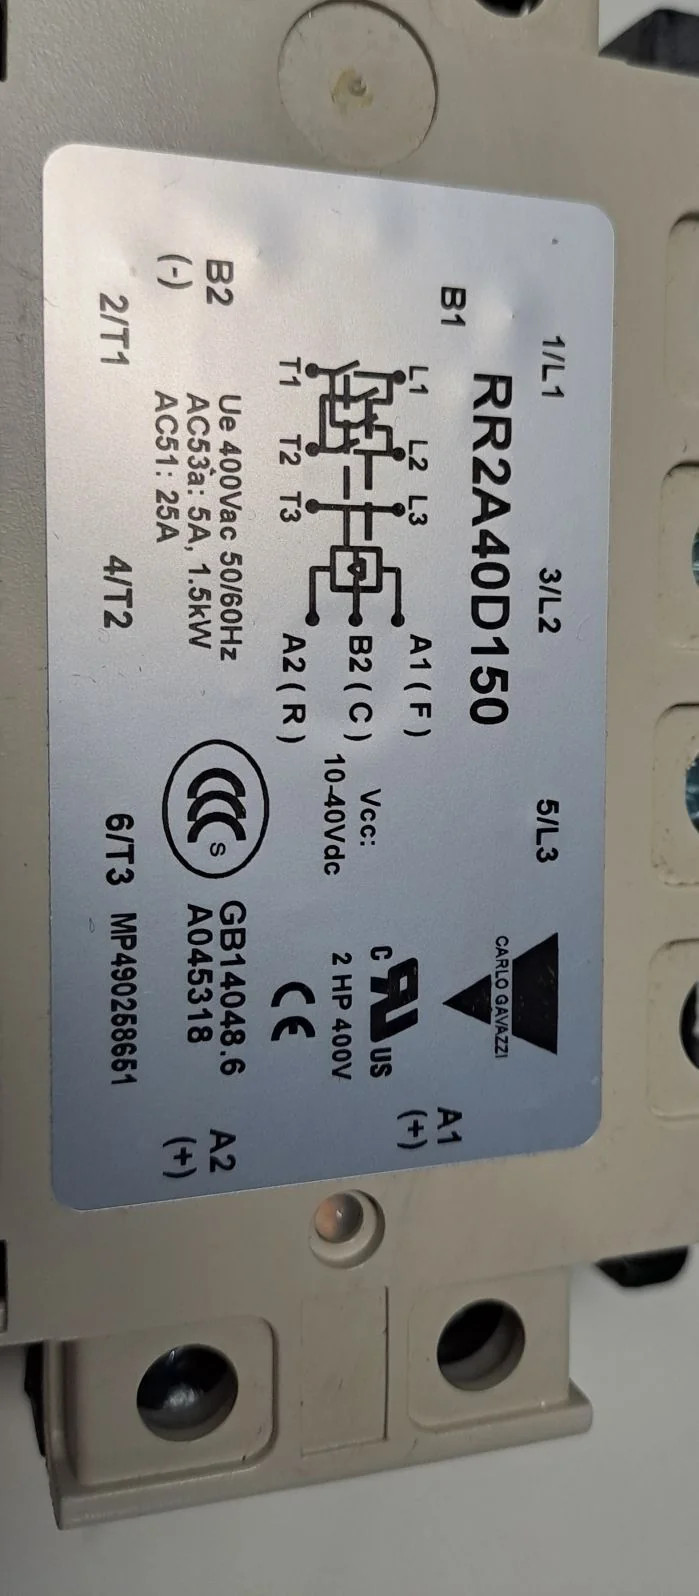 1/L1 3/L2 5/L3
CARLO GAVAZZI
RR2A40D150
B1
A1
(+)
L1 L2 L3
A1 ( F )
B2 ( C )
A2 ( R )
T1 T2 T3
Vcc:
10-40Vdc
C RU US
2 HP 400V
CE
B2
(-)
Ue 400Vac 50/60Hz
AC53a: 5A, 1.5kW
AC51: 25A
CCC S
GB14048.6
A045318
A2
(+)
2/T1 4/T2 6/T3 MP490258651